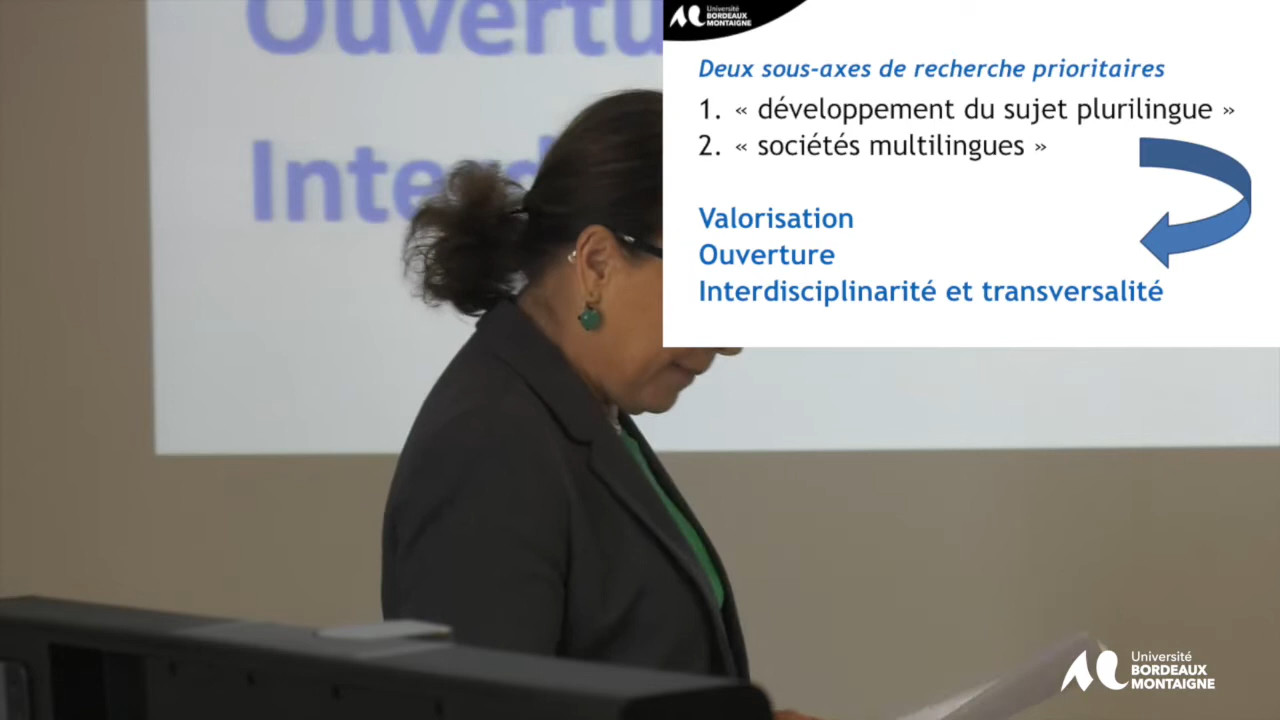 Ouvertu
Inter
Université
BORDEAUX
MONTAIGNE
Deux sous-axes de recherche prioritaires
1. « développement du sujet plurilingue »
2. « sociétés multilingues »
Valorisation
Ouverture
Interdisciplinarité et transversalité
Université
BORDEAUX
MONTAIGNE